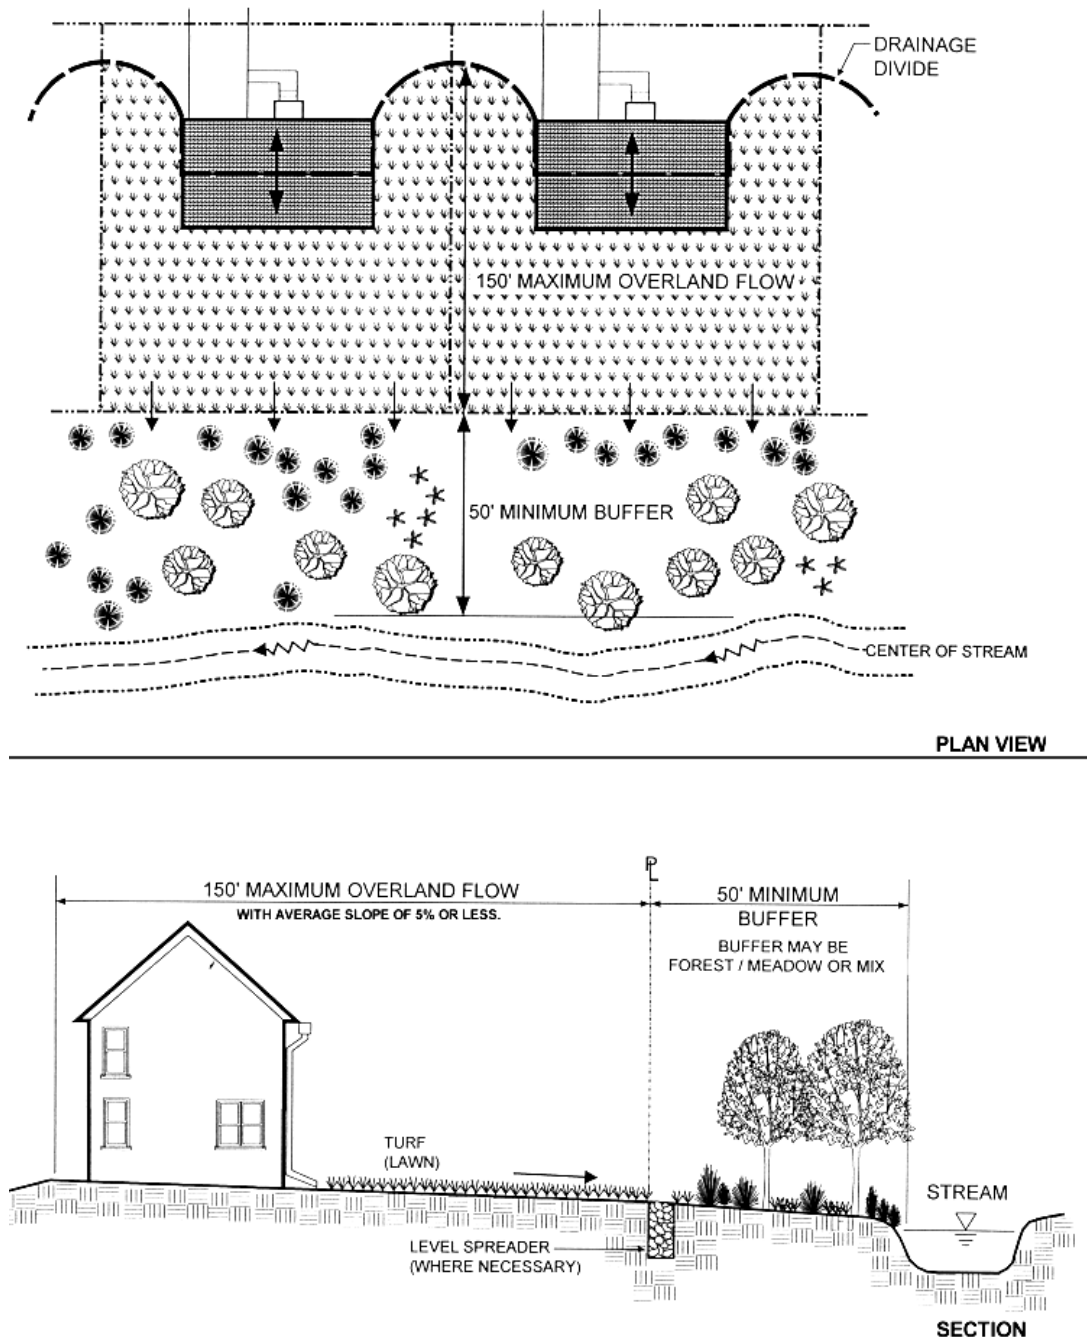 DRAINAGE
DIVIDE
150' MAXIMUM OVERLAND FLOW
50' MINIMUM BUFFER
CENTER OF STREAM
PLAN VIEW
PL
150' MAXIMUM OVERLAND FLOW
WITH AVERAGE SLOPE OF 5% OR LESS.
50' MINIMUM
BUFFER
BUFFER MAY BE
FOREST / MEADOW OR MIX
TURF
(LAWN)
STREAM
LEVEL SPREADER
(WHERE NECESSARY)
SECTION